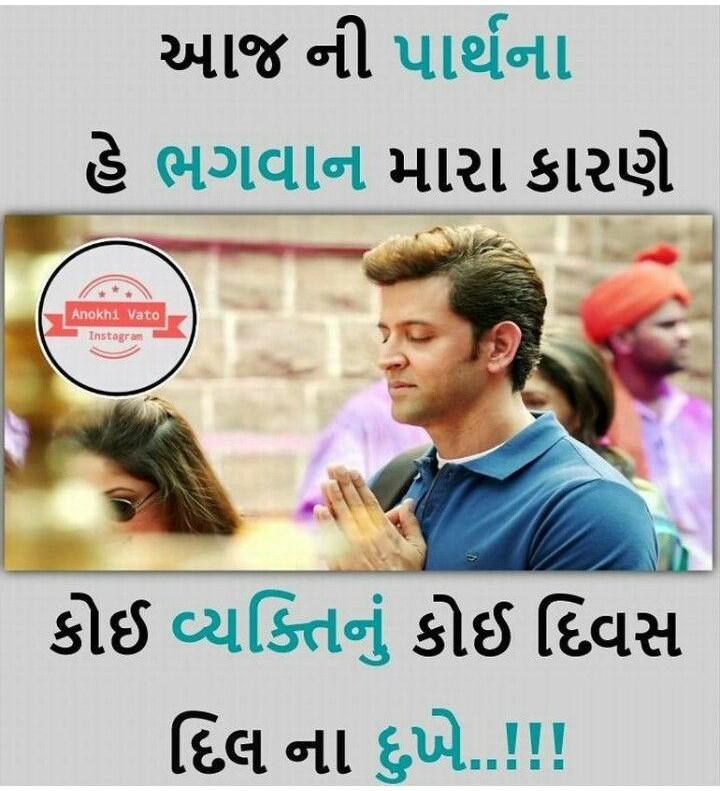 આજ ની પાર્થના
હે ભગવાન મારા કારણે
Anokhi Vato
Instagram
કોઈ વ્યક્તિનું કોઈ દિવસ
દિલ ના દુખે..!!!